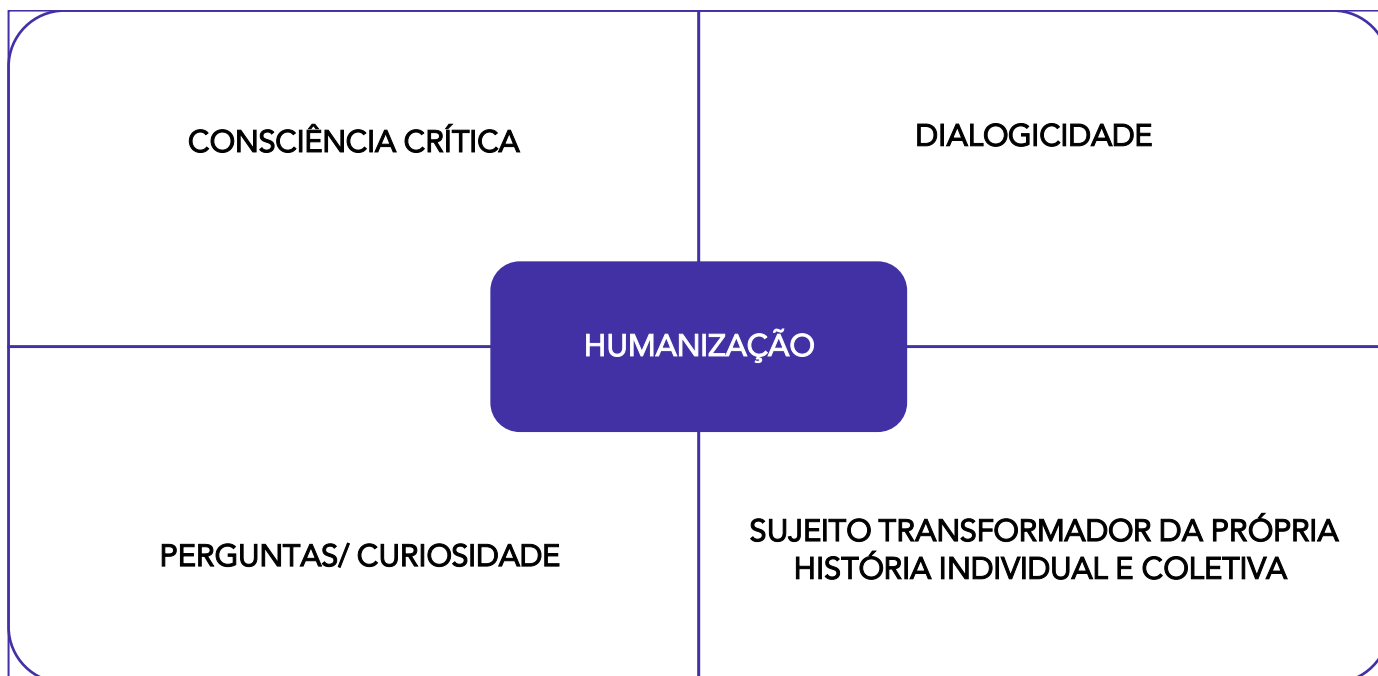 CONSCIÊNCIA CRÍTICA
DIALOGICIDADE
HUMANIZAÇÃO
PERGUNTAS/ CURIOSIDADE
SUJEITO TRANSFORMADOR DA PRÓPRIA
HISTÓRIA INDIVIDUAL E COLETIVA